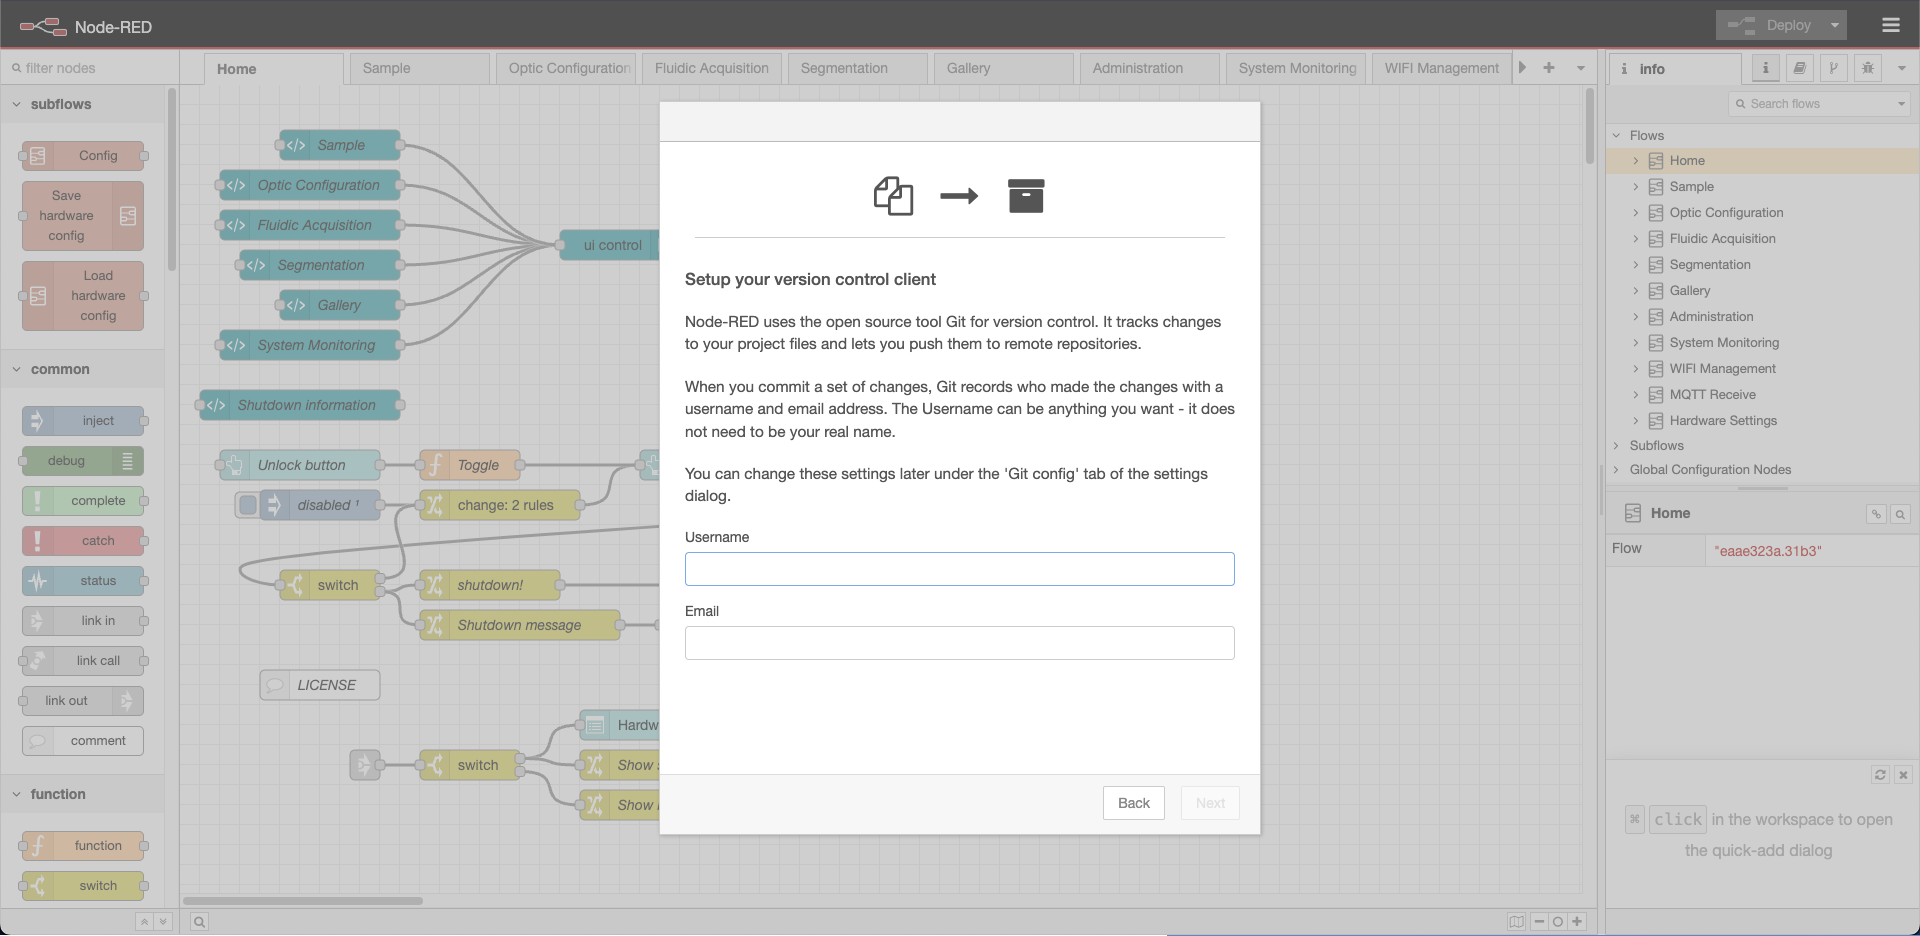 Node-RED
Deploy
filter nodes
Home
Sample
Optic Configuration
Fluidic Acquisition
Segmentation
Gallery
Administration
System Monitoring
WIFI Management
info
subflows
Config
Save
hardware
config
Load
hardware
config
common
inject
debug
complete
catch
status
link in
link call
link out
comment
function
function
switch
Sample
Optic Configuration
Fluidic Acquisition
Segmentation
Gallery
System Monitoring
ui control
Shutdown information
Unlock button
Toggle
disabled ¹
change: 2 rules
switch
shutdown!
Shutdown message
LICENSE
switch
Hardw
Show
Show
Setup your version control client
Node-RED uses the open source tool Git for version control. It tracks changes
to your project files and lets you push them to remote repositories.
When you commit a set of changes, Git records who made the changes with a
username and email address. The Username can be anything you want - it does
not need to be your real name.
You can change these settings later under the 'Git config' tab of the settings
dialog.
Username
Email
Back
Next
Search flows
Flows
Home
Sample
Optic Configuration
Fluidic Acquisition
Segmentation
Gallery
Administration
System Monitoring
WIFI Management
MQTT Receive
Hardware Settings
Subflows
Global Configuration Nodes
Home
Flow
"eaae323a.31b3"
⌘ click in the workspace to open
the quick-add dialog